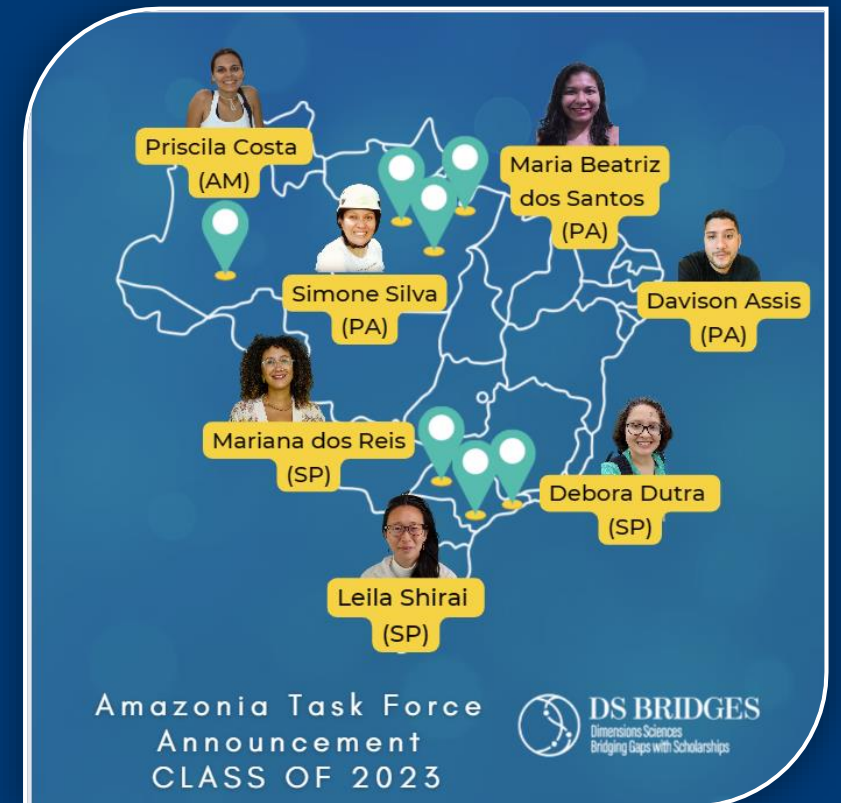 Priscila Costa
(AM)
Maria Beatriz
dos Santos
(PA)
Simone Silva
(PA)
Davison Assis
(PA)
Mariana dos Reis
(SP)
Debora Dutra
(SP)
Leila Shirai
(SP)
Amazonia Task Force
Announcement
CLASS OF 2023
DS BRIDGES
Dimensions Sciences
Bridging Gaps with Scholarships